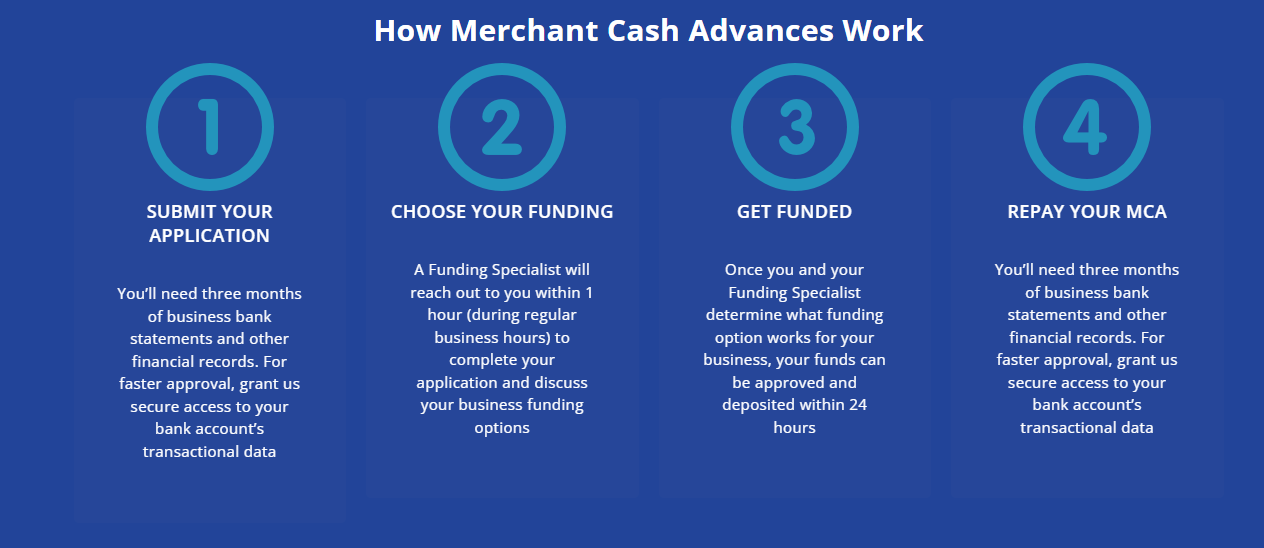 How Merchant Cash Advances Work
1
SUBMIT YOUR
APPLICATION
You’ll need three months
of business bank
statements and other
financial records. For
faster approval, grant us
secure access to your
bank account’s
transactional data
2
CHOOSE YOUR FUNDING
A Funding Specialist will
reach out to you within 1
hour (during regular
business hours) to
complete your
application and discuss
your business funding
options
3
GET FUNDED
Once you and your
Funding Specialist
determine what funding
option works for your
business, your funds can
be approved and
deposited within 24
hours
4
REPAY YOUR MCA
You’ll need three months
of business bank
statements and other
financial records. For
faster approval, grant us
secure access to your
bank account’s
transactional data